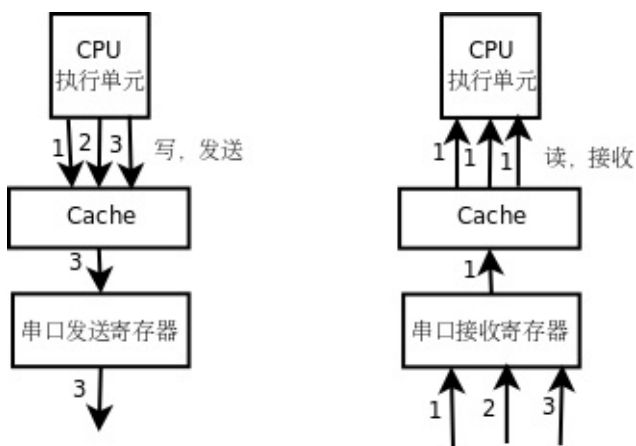 CPU
执行单元
1 2 3 写，发送
Cache
3
串口发送寄存器
3
CPU
执行单元
1 1 1 读，接收
Cache
1
串口接收寄存器
1 2 3